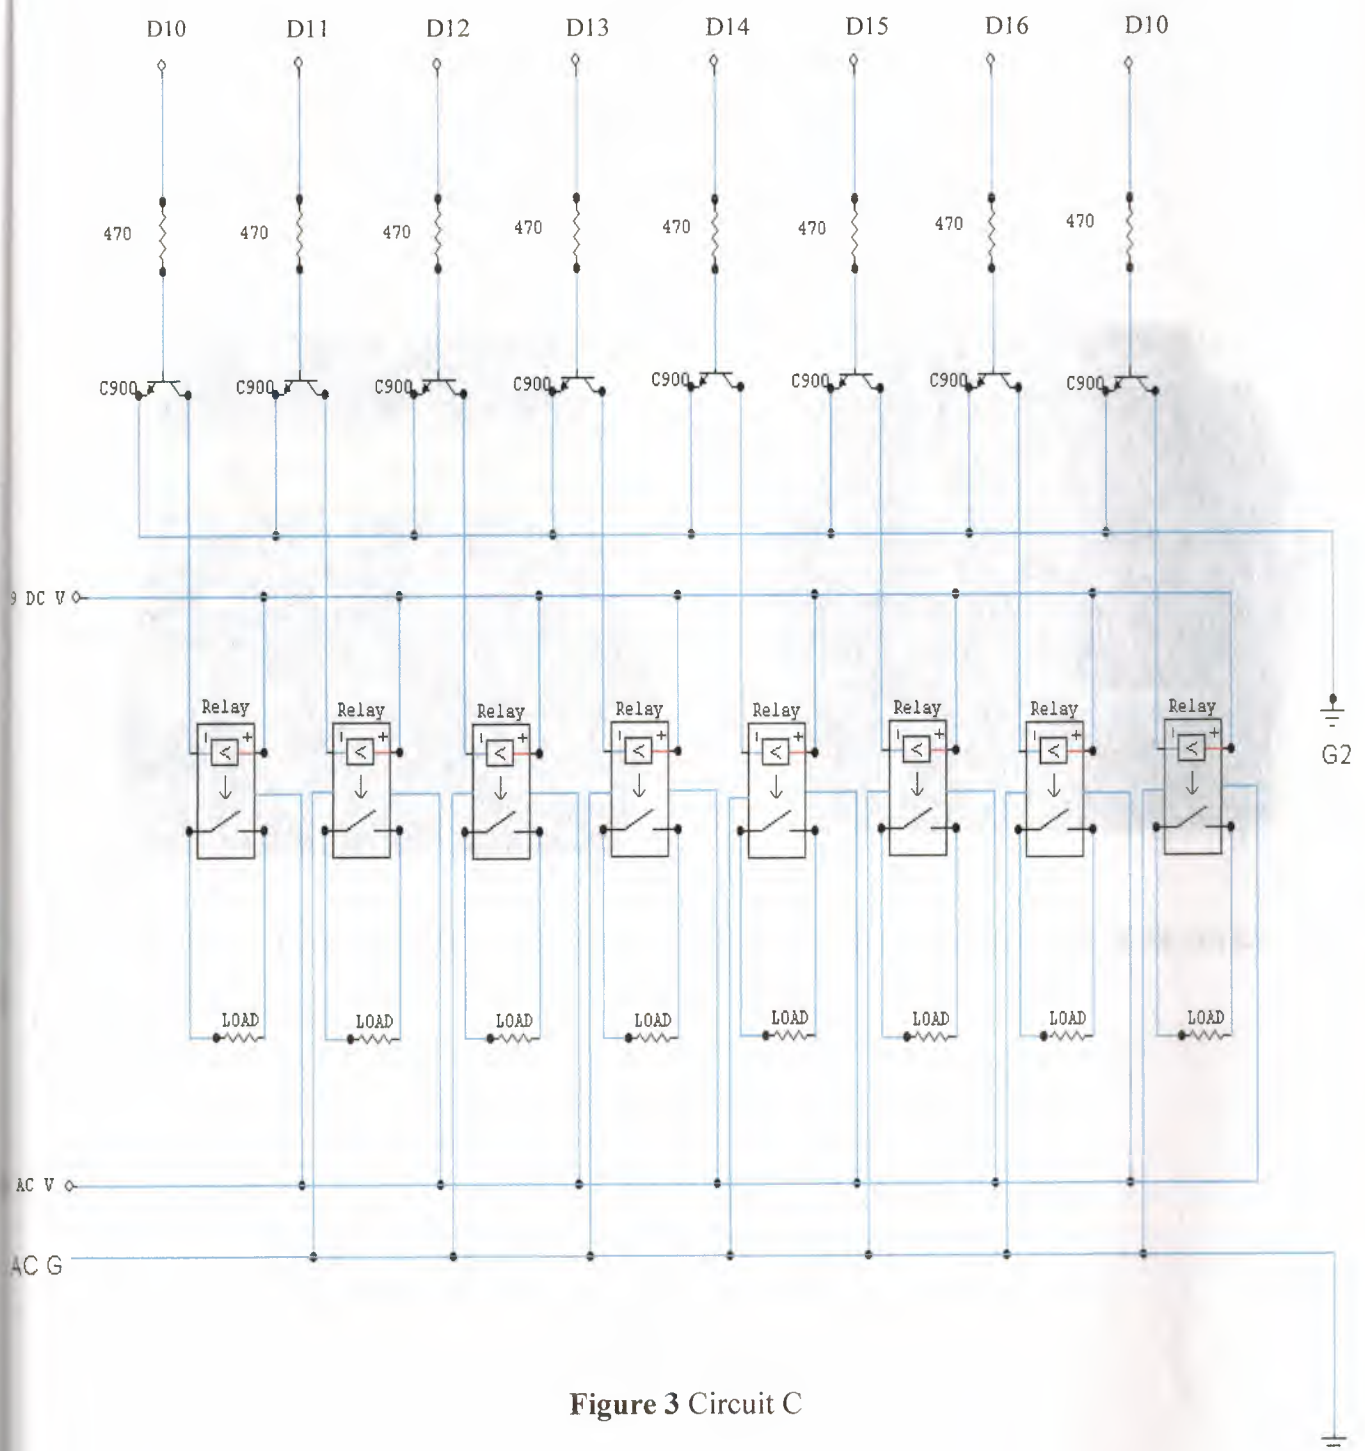 D10 D11 D12 D13 D14 D15 D16 D10
470 470 470 470 470 470 470 470
C900 C900 C900 C900 C900 C900 C900 C900
9 DC V
Relay Relay Relay Relay Relay Relay Relay Relay
- + - + - + - + - + - + - + - +
G2
LOAD LOAD LOAD LOAD LOAD LOAD LOAD LOAD
AC V
AC G
Figure 3 Circuit C